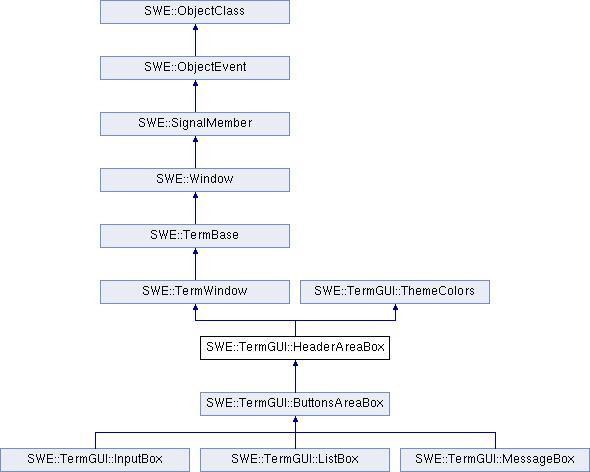 SWE::ObjectClass
SWE::ObjectEvent
SWE::SignalMember
SWE::Window
SWE::TermBase
SWE::TermWindow
SWE::TermGUI::ThemeColors
SWE::TermGUI::HeaderAreaBox
SWE::TermGUI::ButtonsAreaBox
SWE::TermGUI::InputBox
SWE::TermGUI::ListBox
SWE::TermGUI::MessageBox